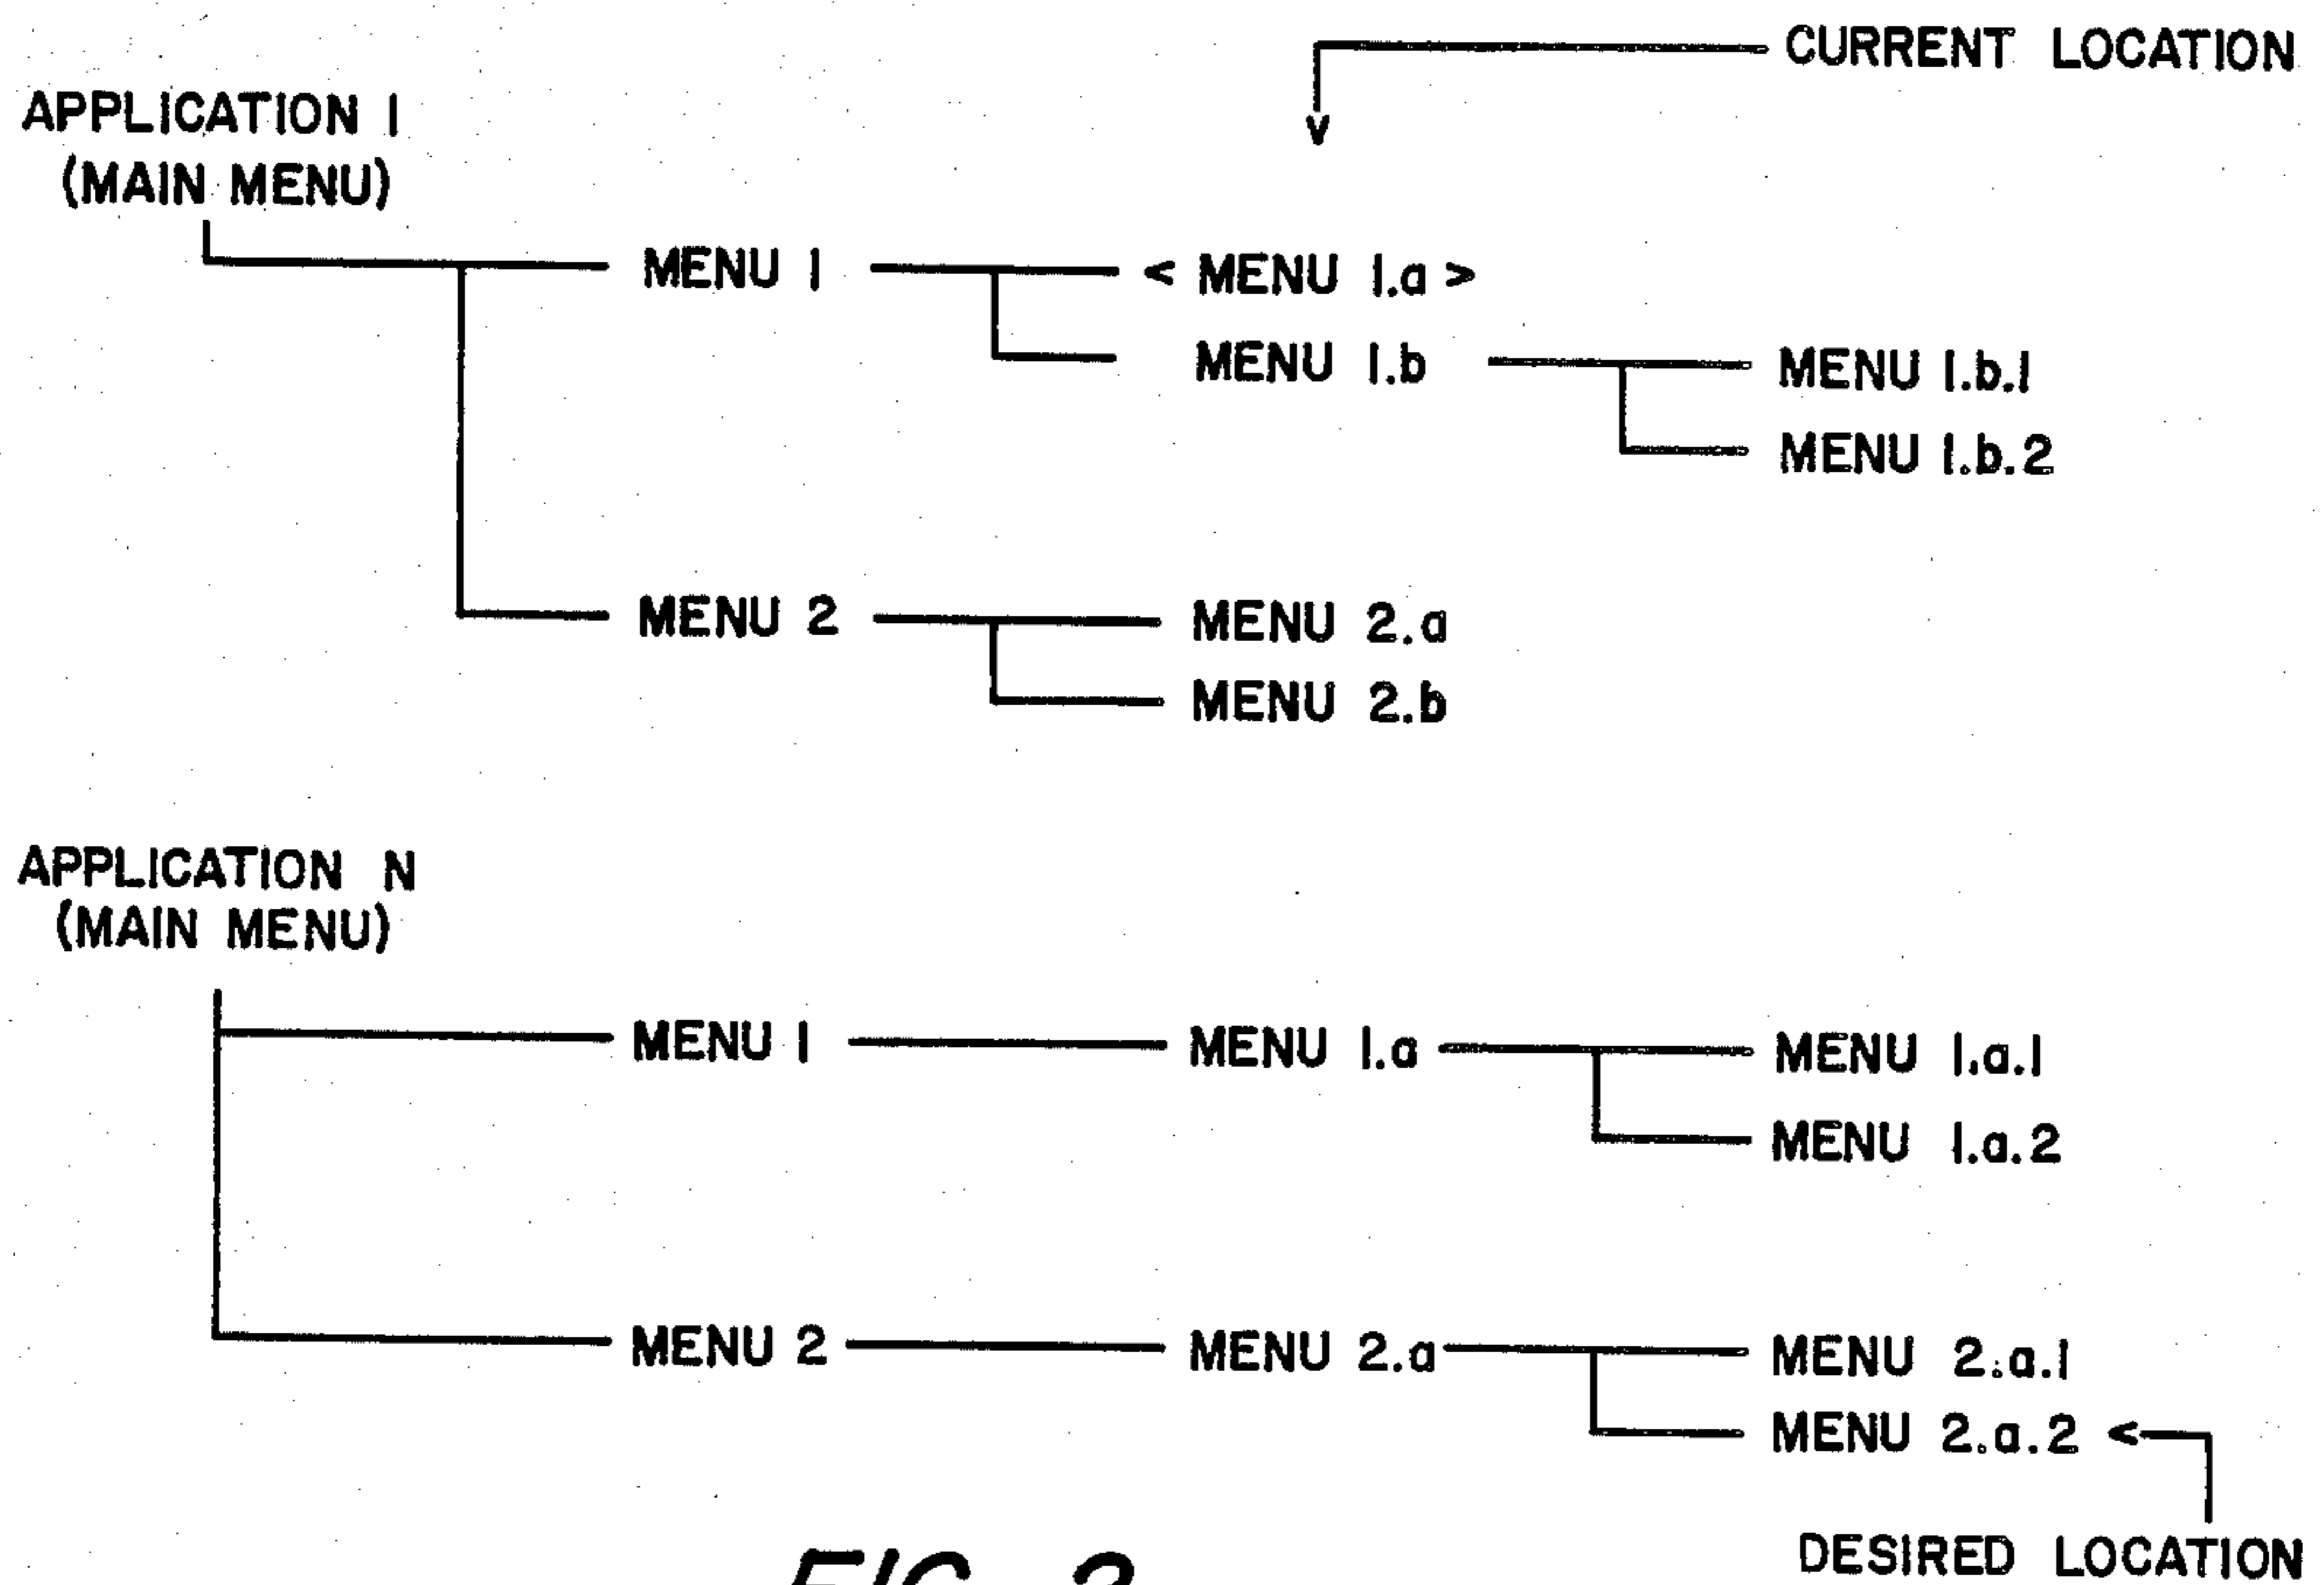 CURRENT LOCATION
APPLICATION 1
(MAIN MENU)
MENU 1
< MENU 1.a >
MENU 1.b
MENU 1.b.1
MENU 1.b.2
MENU 2
MENU 2.a
MENU 2.b
APPLICATION N
(MAIN MENU)
MENU 1
MENU 1.a
MENU 1.a.1
MENU 1.a.2
MENU 2
MENU 2.a
MENU 2.a.1
MENU 2.a.2
DESIRED LOCATION